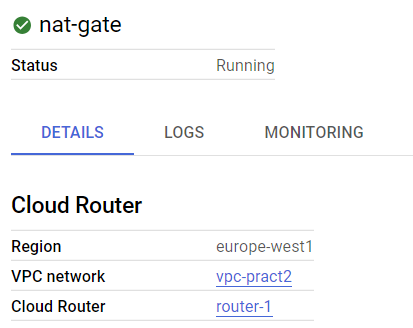 nat-gate
Status Running
DETAILS LOGS MONITORING
Cloud Router
Region europe-west1
VPC network vpc-pract2
Cloud Router router-1